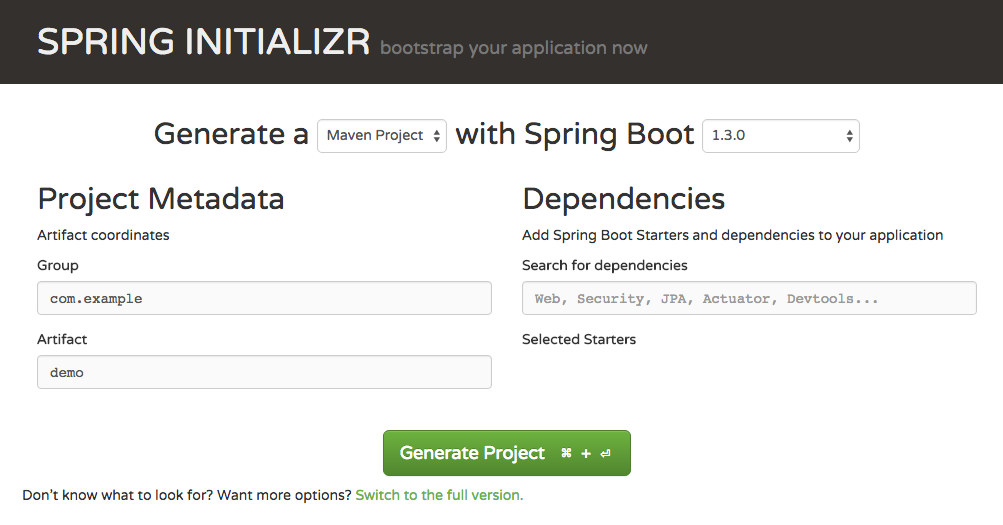 SPRING INITIALIZR bootstrap your application now
Generate a Maven Project with Spring Boot 1.3.0
Project Metadata
Artifact coordinates
Group
com.example
Artifact
demo
Dependencies
Add Spring Boot Starters and dependencies to your application
Search for dependencies
Web, Security, JPA, Actuator, Devtools...
Selected Starters
Generate Project ⌘ + ⏎
Don't know what to look for? Want more options? Switch to the full version.